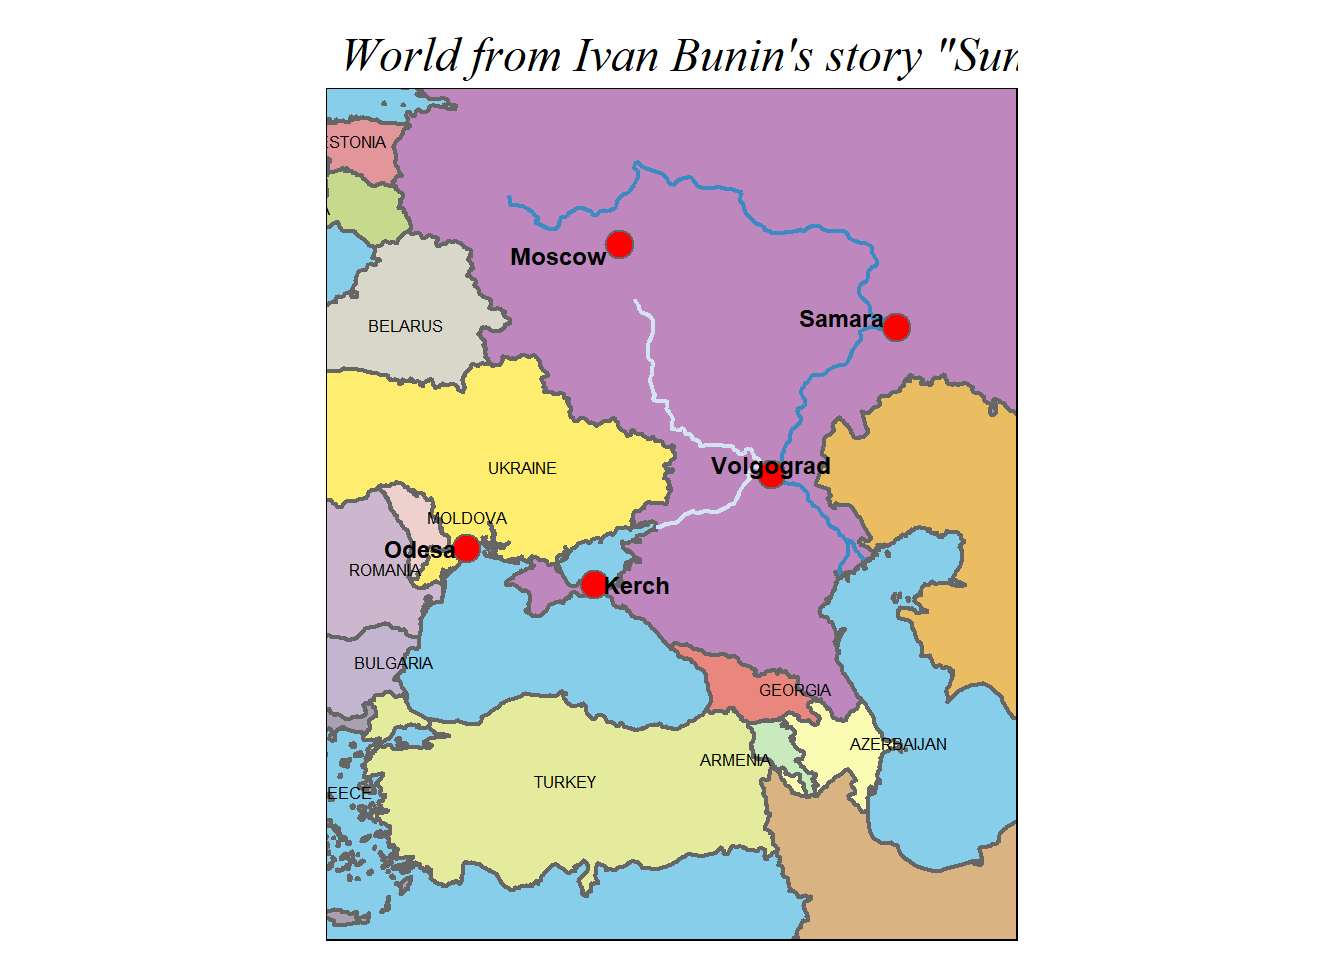 World from Ivan Bunin's story "Sun
STONIA
A
Moscow
Samara
BELARUS
Volgograd
UKRAINE
MOLDOVA
Odesa
ROMANIA
Kerch
BULGARIA
GEORGIA
AZERBAIJAN
ARMENIA
TURKEY
EECE